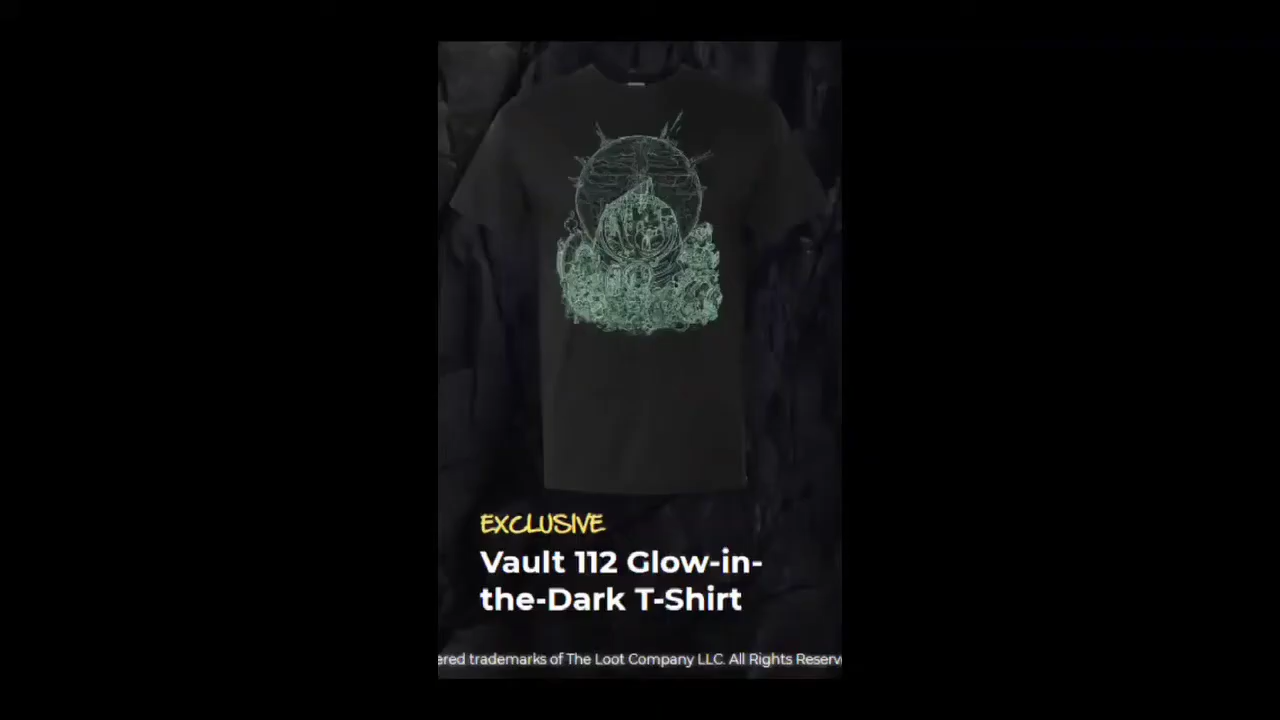 EXCLUSIVE
Vault 112 Glow-in-
the-Dark T-Shirt
trademarks of The Loot Company LLC. All Rights